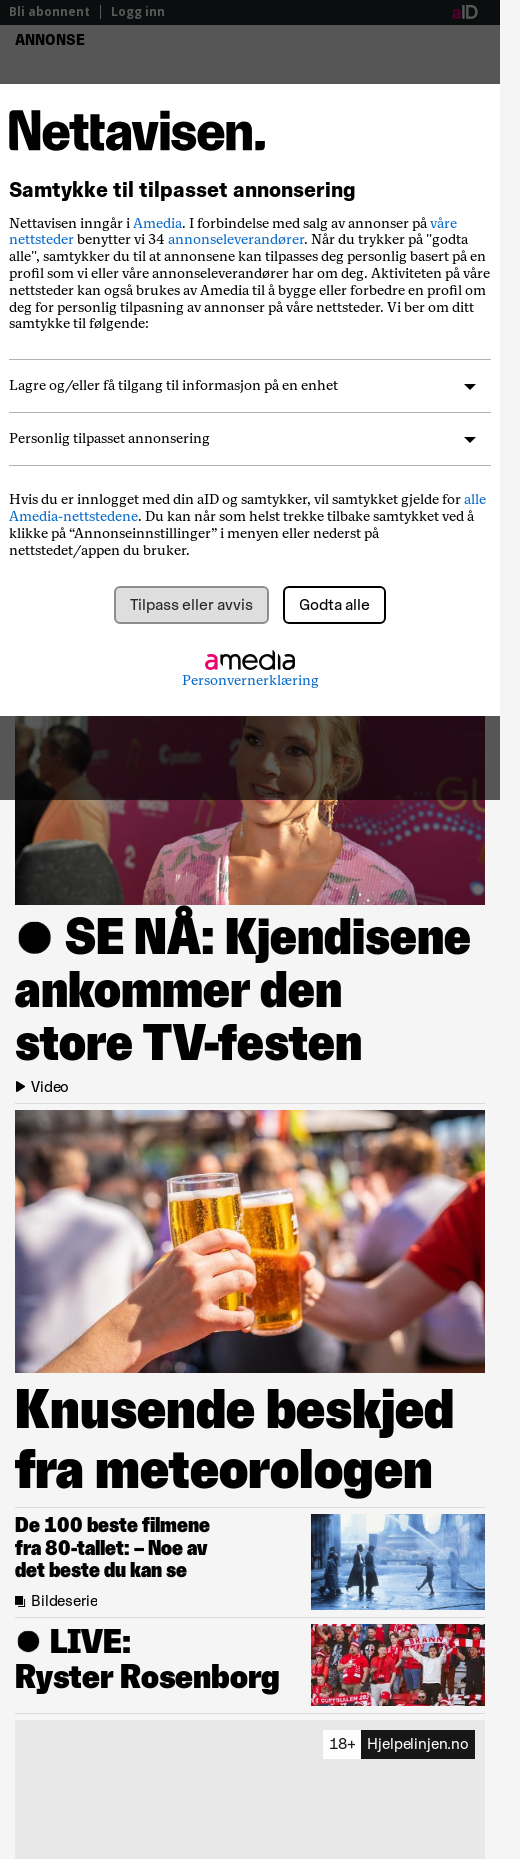 Bli abonnent | Logg inn
aID
ANNONSE
Nettavisen.
Samtykke til tilpasset annonsering
Nettavisen inngår i Amedia. I forbindelse med salg av annonser på våre
nettsteder benytter vi 34 annonseleverandører. Når du trykker på "godta
alle", samtykker du til at annonsene kan tilpasses deg personlig basert på en
profil som vi eller våre annonseleverandører har om deg. Aktiviteten på våre
nettsteder kan også brukes av Amedia til å bygge eller forbedre en profil om
deg for personlig tilpasning av annonser på våre nettsteder. Vi ber om ditt
samtykke til følgende:
Lagre og/eller få tilgang til informasjon på en enhet
Personlig tilpasset annonsering
Hvis du er innlogget med din aID og samtykker, vil samtykket gjelde for alle
Amedia-nettstedene. Du kan når som helst trekke tilbake samtykket ved å
klikke på “Annonseinnstillinger” i menyen eller nederst på
nettstedet/appen du bruker.
Tilpass eller avvis
Godta alle
amedia
Personvernerklæring
SE NÅ: Kjendisene
ankommer den
store TV-festen
Video
Knusende beskjed
fra meteorologen
De 100 beste filmene
fra 80-tallet: – Noe av
det beste du kan se
Bildeserie
LIVE:
Ryster Rosenborg
BRANN
18+ Hjelpelinjen.no